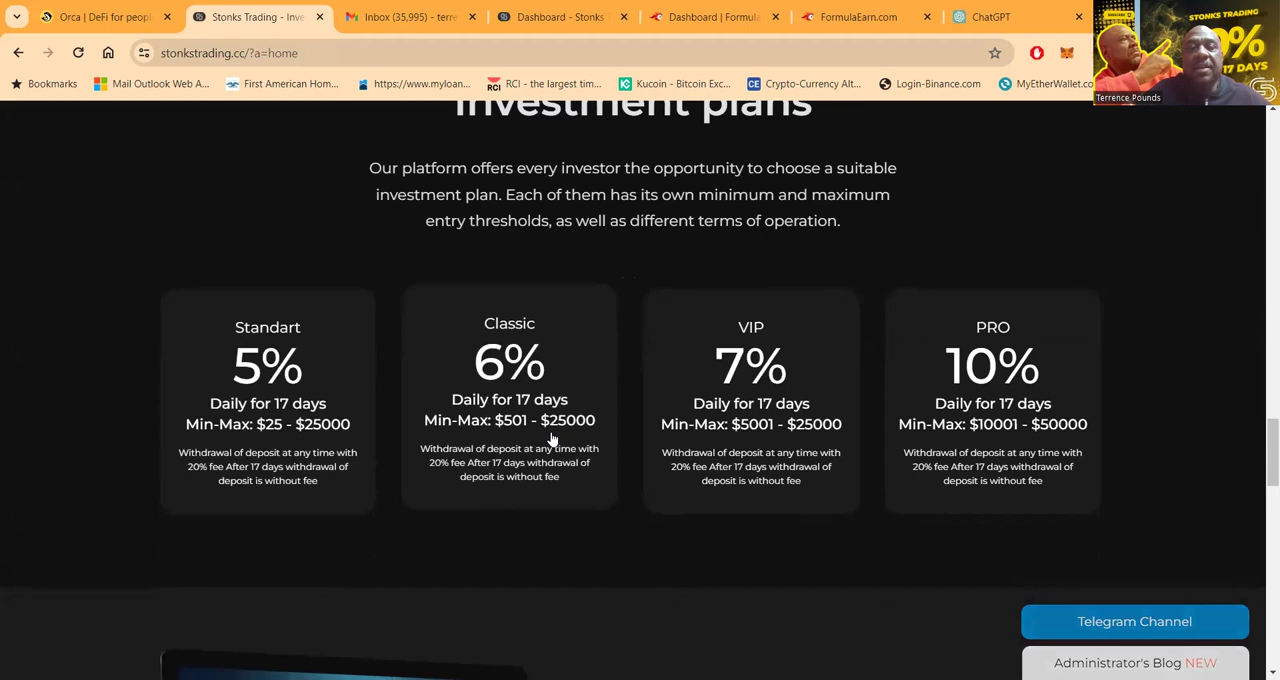 Orca | DeFi for peopl
Stonks Trading - Inve
Inbox (35,995) - terre
Dashboard - Stonks
Dashboard | Formula
FormulaEarn.com
ChatGPT
STONKS TRADING
17 DAYS
stonkstrading.cc/?a=home
Bookmarks
Mail Outlook Web A...
First American Hom...
https://www.myloan...
RCI
RCI - the largest tim...
Kucoin - Bitcoin Exc...
CE
Crypto-Currency Alt...
Login-Binance.com
MyEtherWallet.co
Terrence Pounds
investment plans
Our platform offers every investor the opportunity to choose a suitable
investment plan. Each of them has its own minimum and maximum
entry thresholds, as well as different terms of operation.
Standart
5%
Daily for 17 days
Min-Max: $25 - $25000
Withdrawal of deposit at any time with
20% fee After 17 days withdrawal of
deposit is without fee
Classic
6%
Daily for 17 days
Min-Max: $501 - $25000
Withdrawal of deposit at any time with
20% fee After 17 days withdrawal of
deposit is without fee
VIP
7%
Daily for 17 days
Min-Max: $5001 - $25000
Withdrawal of deposit at any time with
20% fee After 17 days withdrawal of
deposit is without fee
PRO
10%
Daily for 17 days
Min-Max: $10001 - $50000
Withdrawal of deposit at any time with
20% fee After 17 days withdrawal of
deposit is without fee
Telegram Channel
Administrator's Blog NEW